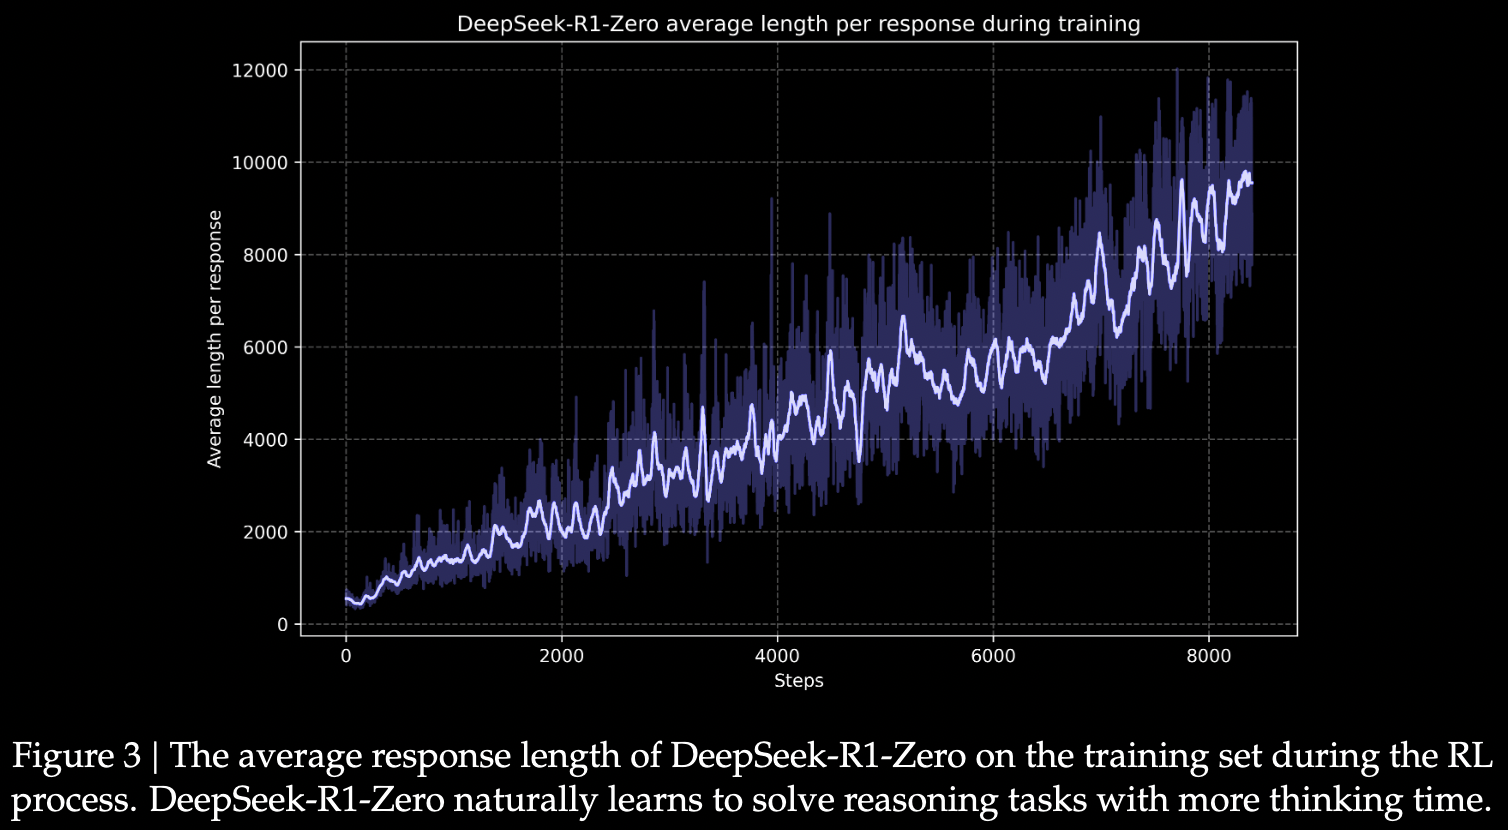 DeepSeek-R1-Zero average length per response during training
12000
10000
8000
6000
4000
2000
0
Average length per response
0 2000 4000 6000 8000
Steps
Figure 3 | The average response length of DeepSeek-R1-Zero on the training set during the RL
process. DeepSeek-R1-Zero naturally learns to solve reasoning tasks with more thinking time.